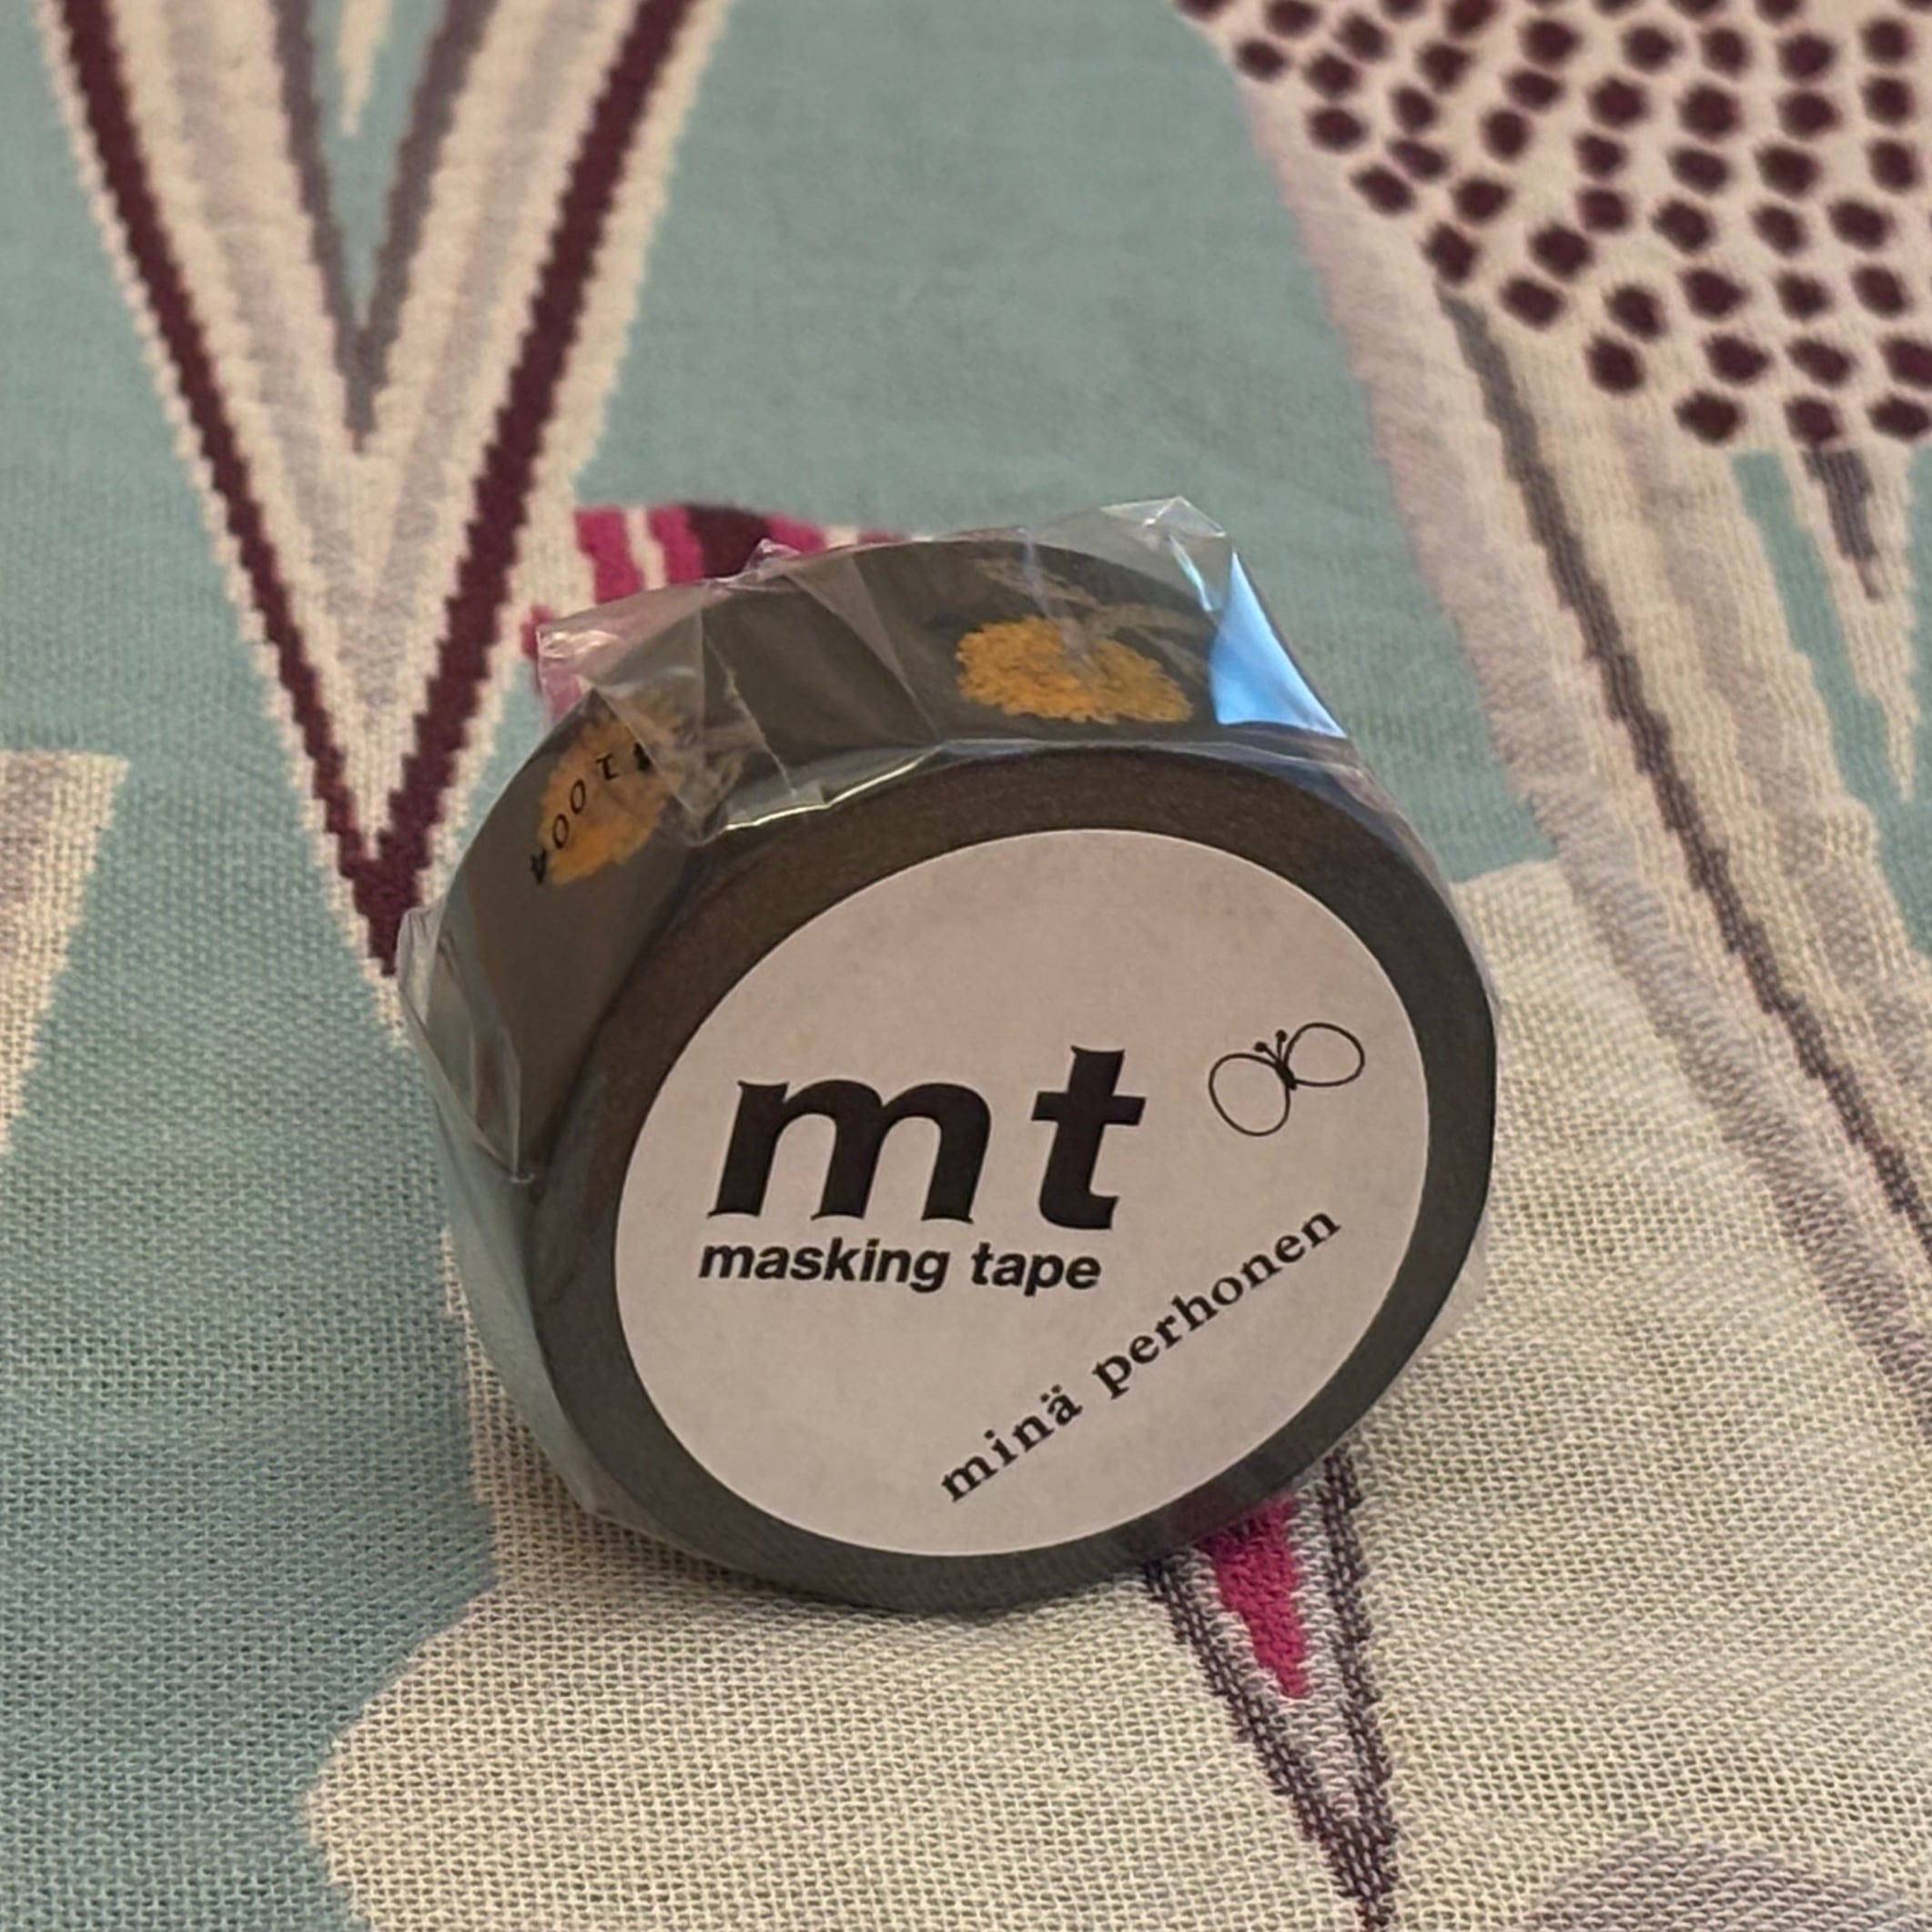 mt
masking tape
minä perhonen